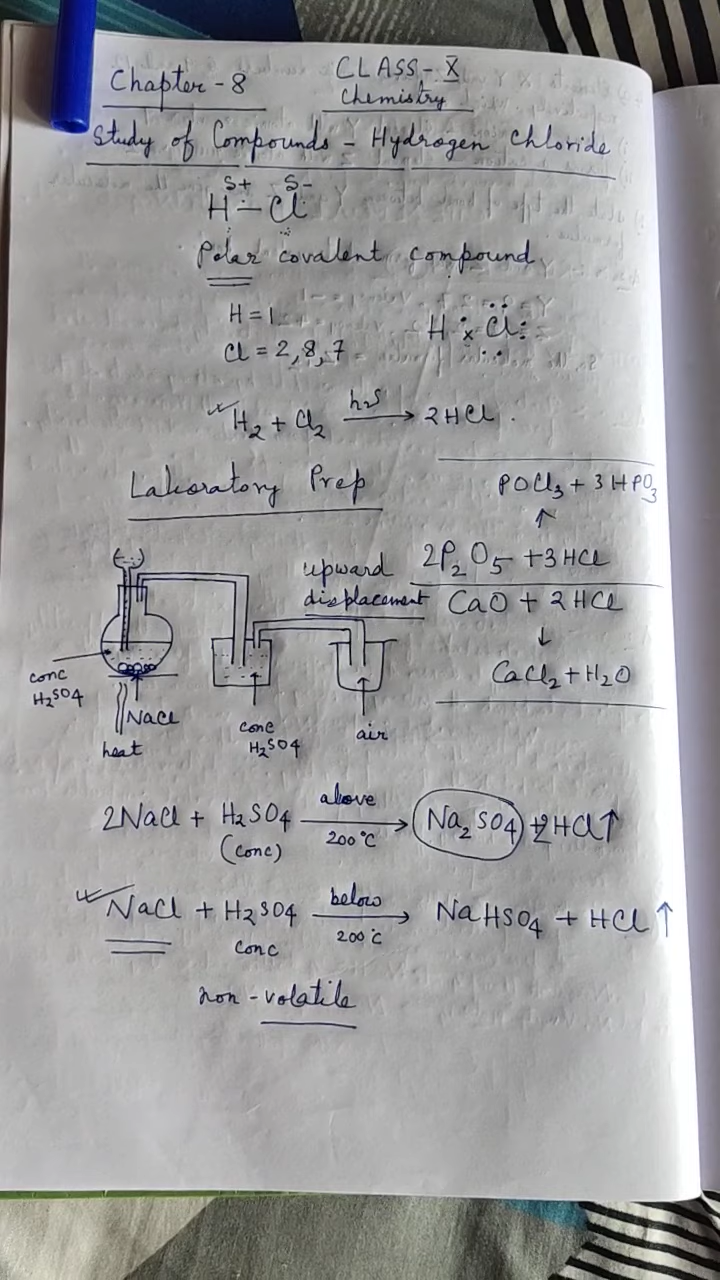 Chapter - 8
CLASS - X
Chemistry
Study of Compounds - Hydrogen Chloride
δ+ δ-
H - Cl
Polar covalent compound
H = 1
Cl = 2, 8, 7
H Cl
H₂ + Cl₂ hνS → 2HCl.
Laboratory Prep
POCl₃ + 3HPO₃
↑
2P₂O₅ + 3HCl
CaO + 2HCl
↓
CaCl₂ + H₂O
upward
displacement
conc
H₂SO₄
NaCl
heat
conc
H₂SO₄
air
2NaCl + H₂SO₄ above 200°C → Na₂SO₄ + 2HCl↑
(conc)
NaCl + H₂SO₄ below 200°C → NaHSO₄ + HCl↑
conc
non-volatile